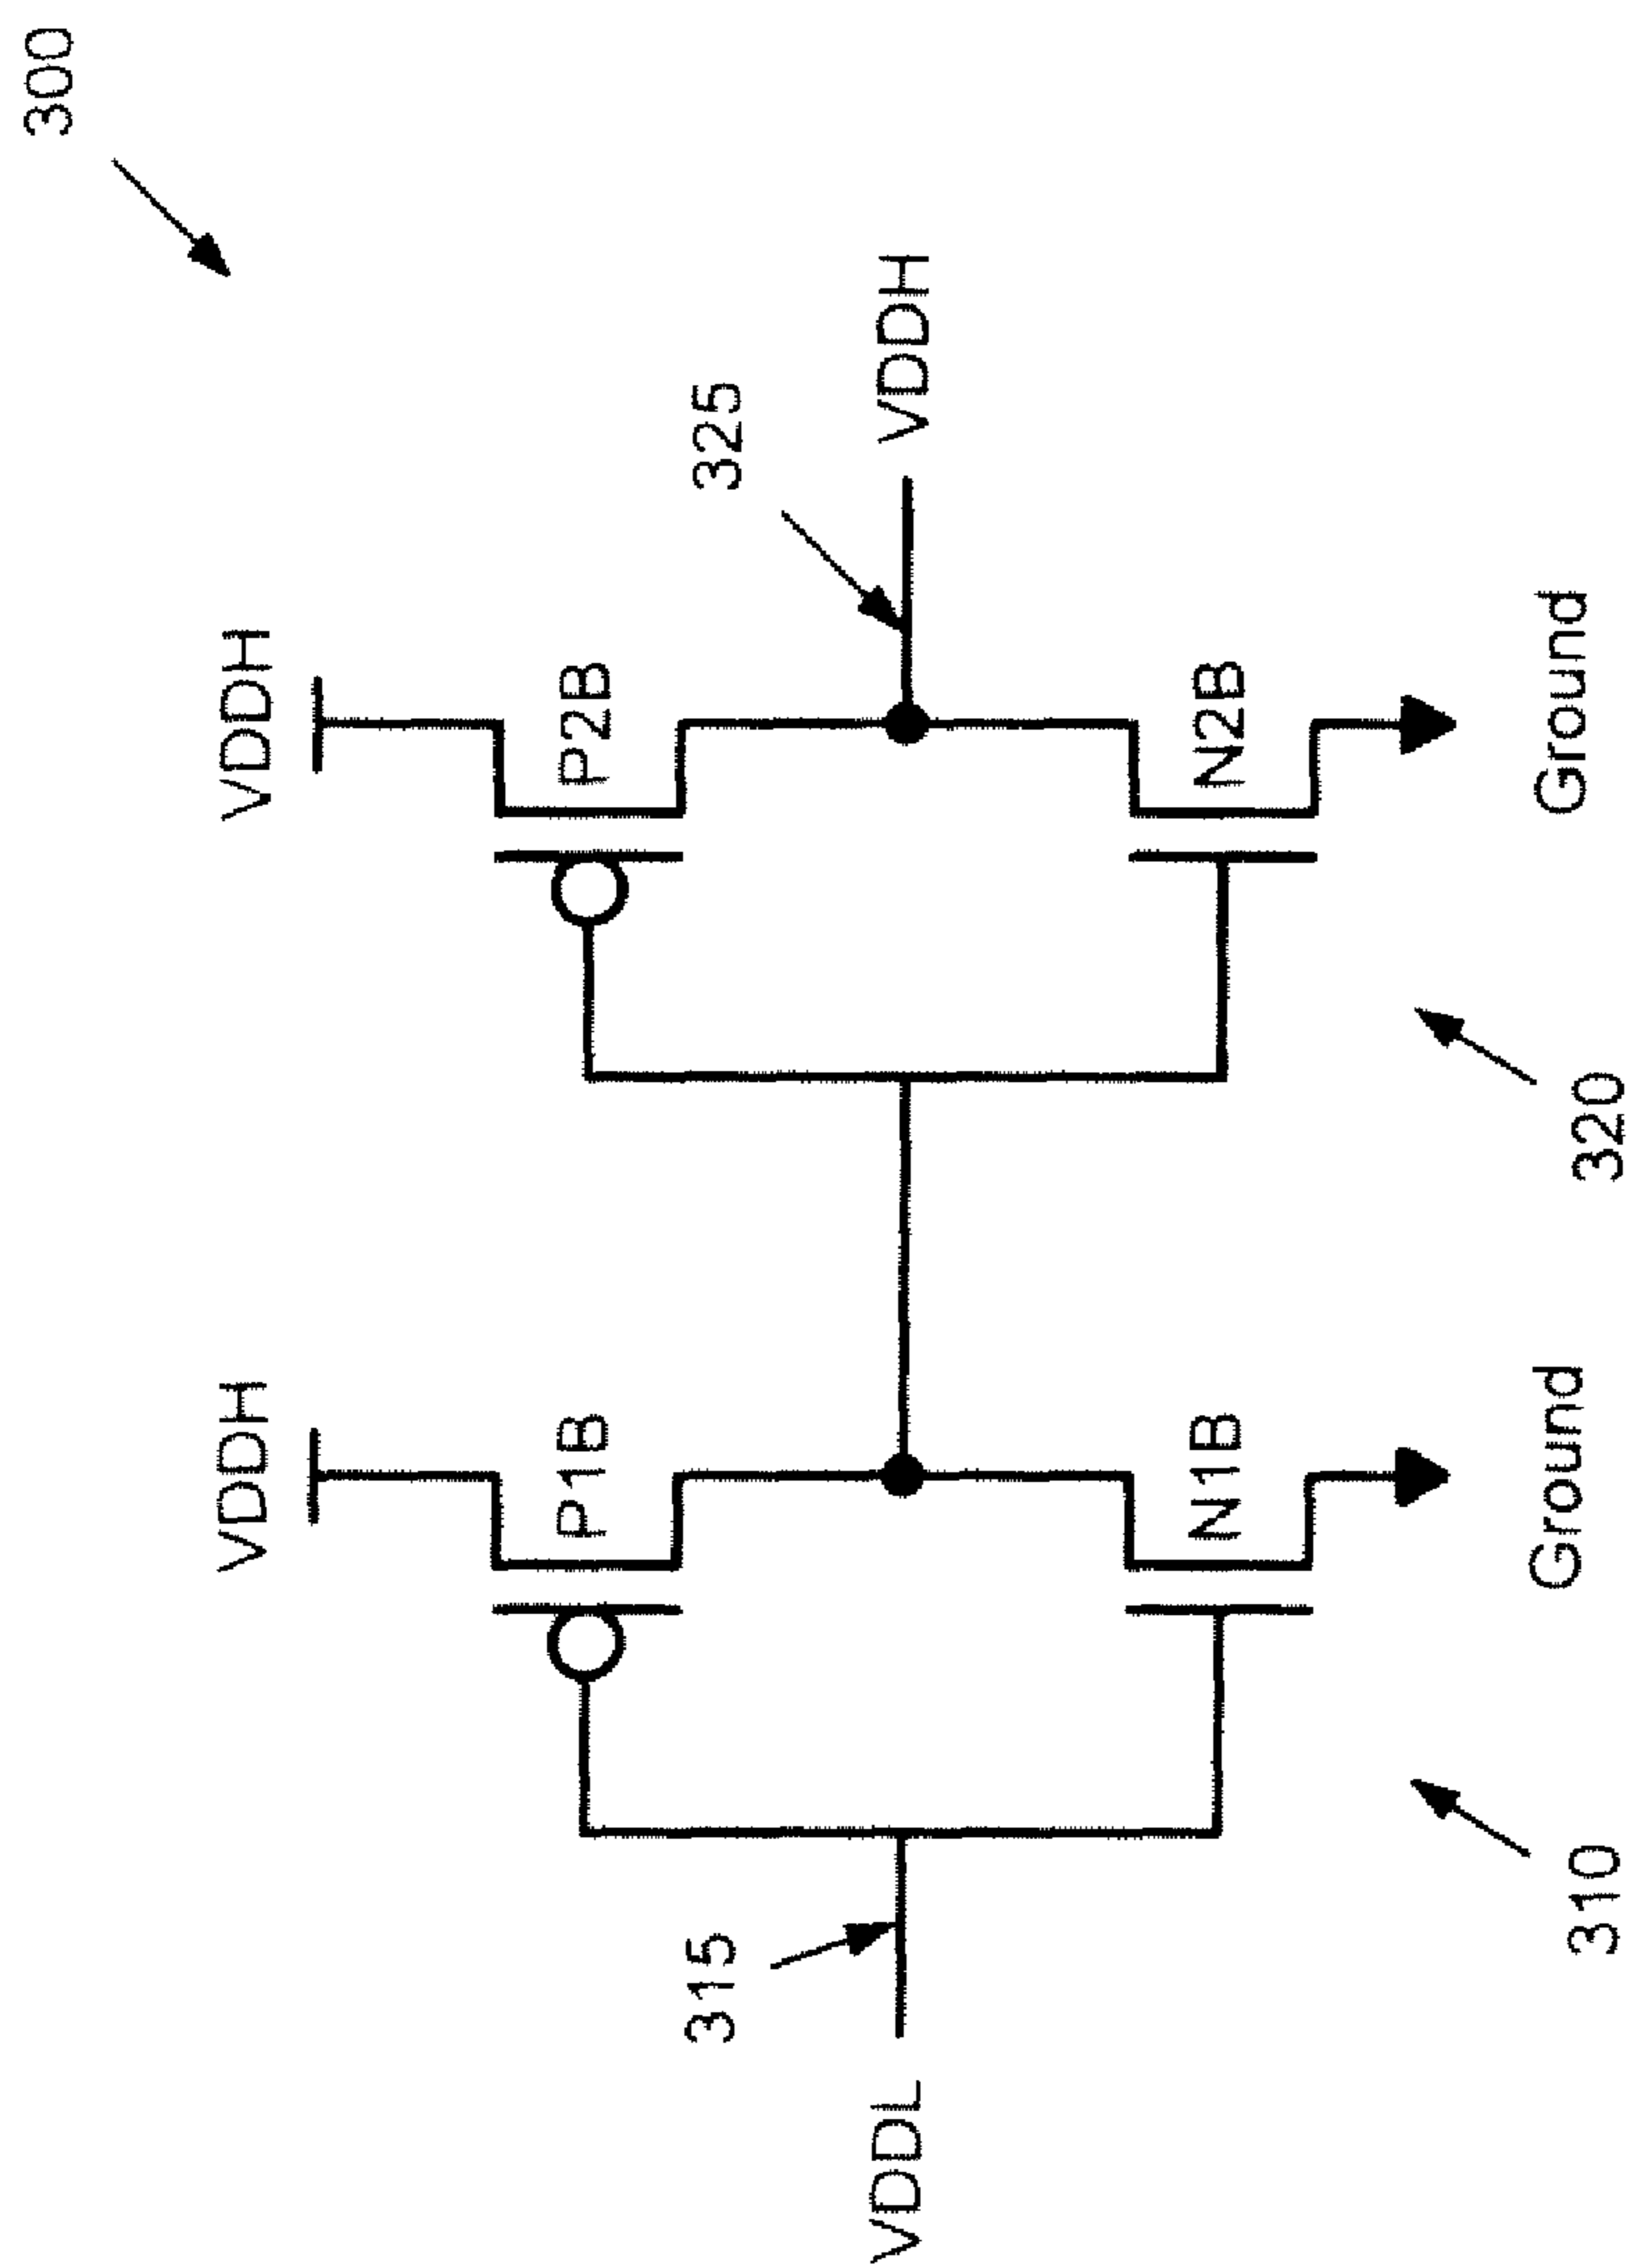 300
VDDH
VDDH
P1B
P2B
315
325
VDDL
VDDH
N1B
N2B
Ground
Ground
310
320